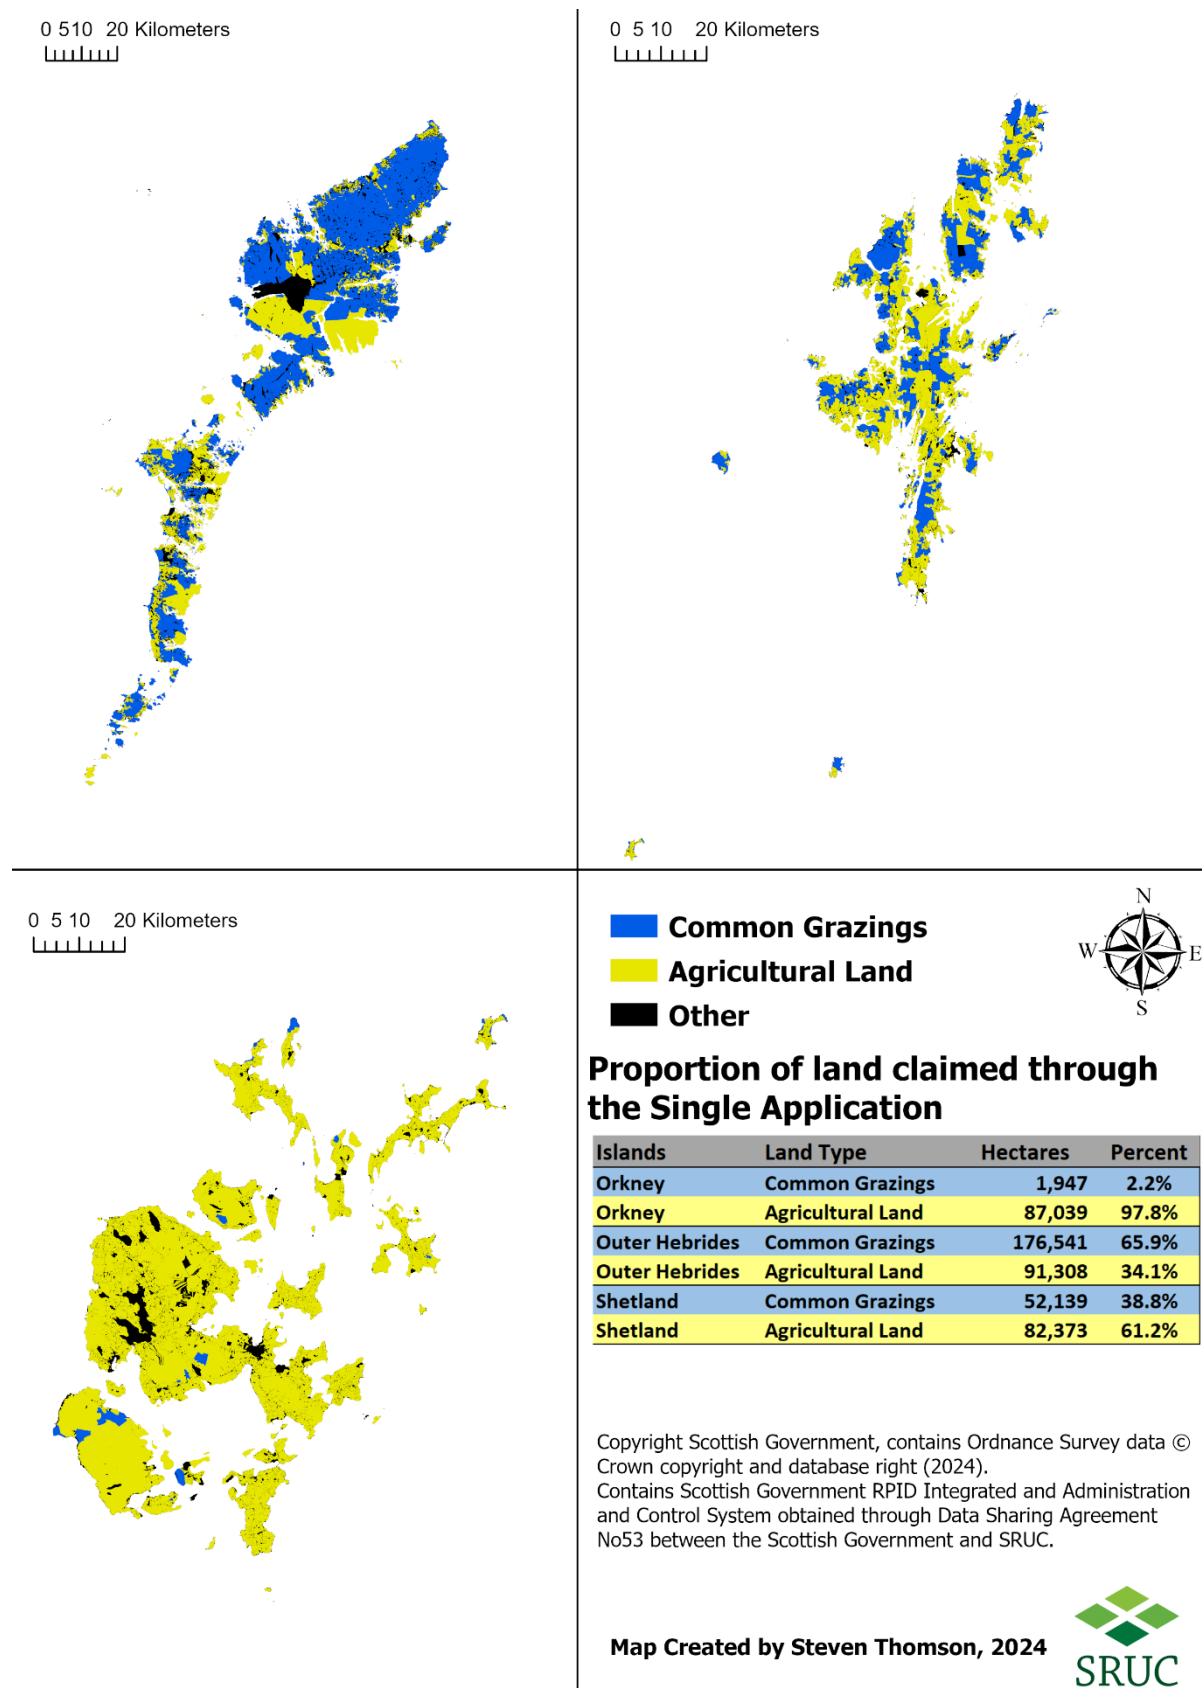 0 510 20 Kilometers
0 5 10 20 Kilometers
0 5 10 20 Kilometers
Common Grazings
Agricultural Land
Other
N
W E
S
Proportion of land claimed through
the Single Application
Islands Land Type Hectares Percent
Orkney Common Grazings 1,947 2.2%
Orkney Agricultural Land 87,039 97.8%
Outer Hebrides Common Grazings 176,541 65.9%
Outer Hebrides Agricultural Land 91,308 34.1%
Shetland Common Grazings 52,139 38.8%
Shetland Agricultural Land 82,373 61.2%
Copyright Scottish Government, contains Ordnance Survey data ©
Crown copyright and database right (2024).
Contains Scottish Government RPID Integrated and Administration
and Control System obtained through Data Sharing Agreement
No53 between the Scottish Government and SRUC.
Map Created by Steven Thomson, 2024
SRUC